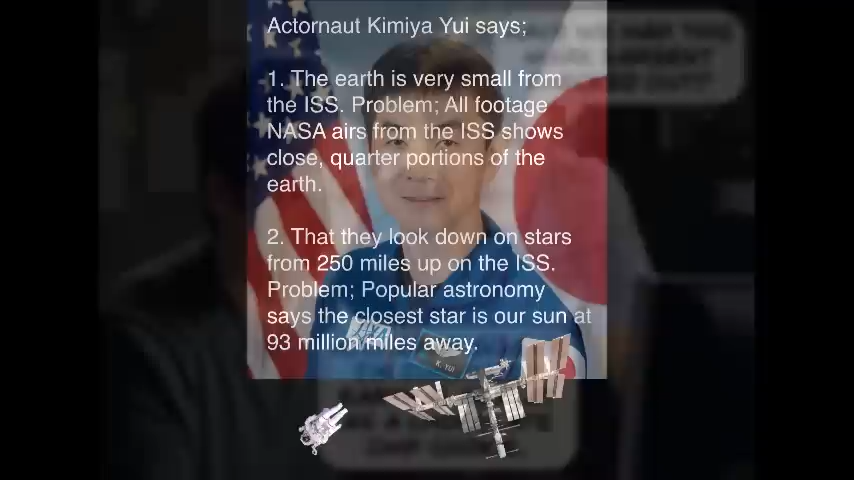 Actornaut Kimiya Yui says;
1. The earth is very small from
the ISS. Problem; All footage
NASA airs from the ISS shows
close, quarter portions of the
earth.
2. That they look down on stars
from 250 miles up on the ISS.
Problem; Popular astronomy
says the closest star is our sun at
93 million miles away.
K. YUI